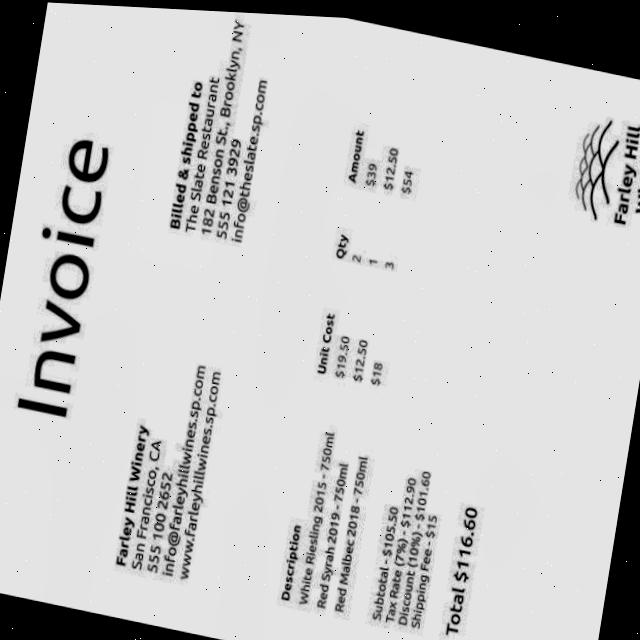 Invoice
Farley Hill Winery
San Francisco, CA
555 100 2652
info@farleyhillwines.sp.com
www.farleyhillwines.sp.com
Billed & shipped to
The Slate Restaurant
182 Benson St., Brooklyn, NY
555 121 3929
info@theslate.sp.com
Description Unit Cost Qty Amount
White Riesling 2015 - 750ml $19.50 2 $39
Red Syrah 2019 - 750ml $12.50 1 $12.50
Red Malbec 2018 - 750ml $18 3 $54
Subtotal - $105.50
Tax Rate (7%) - $112.90
Discount (10%) - $101.60
Shipping Fee - $15
Total $116.60
Farley Hill